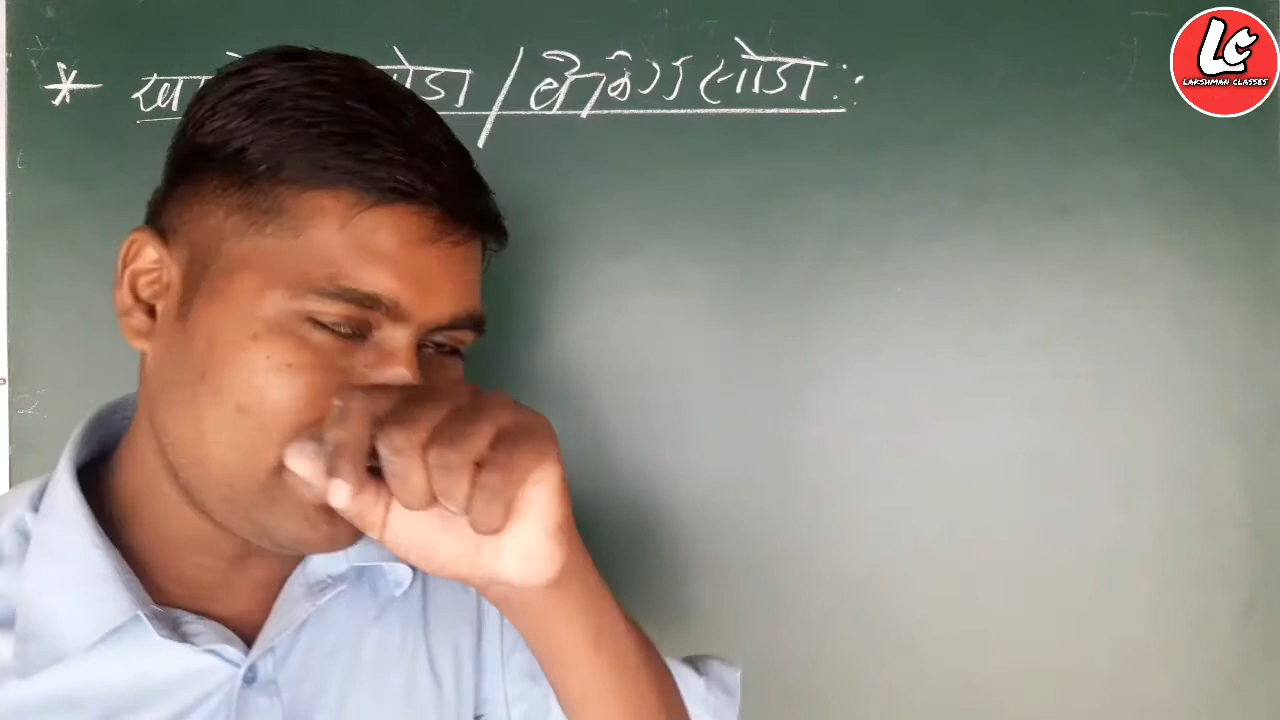 * खा ोडा / बेकिंग सोडा :-
LC
LAKSHMAN CLASSES